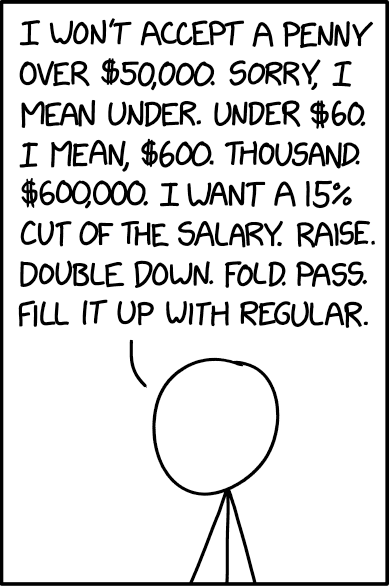 I WON'T ACCEPT A PENNY
OVER $50,000. SORRY, I
MEAN UNDER. UNDER $60.
I MEAN, $600. THOUSAND.
$600,000. I WANT A 15%
CUT OF THE SALARY. RAISE.
DOUBLE DOWN. FOLD. PASS.
FILL IT UP WITH REGULAR.